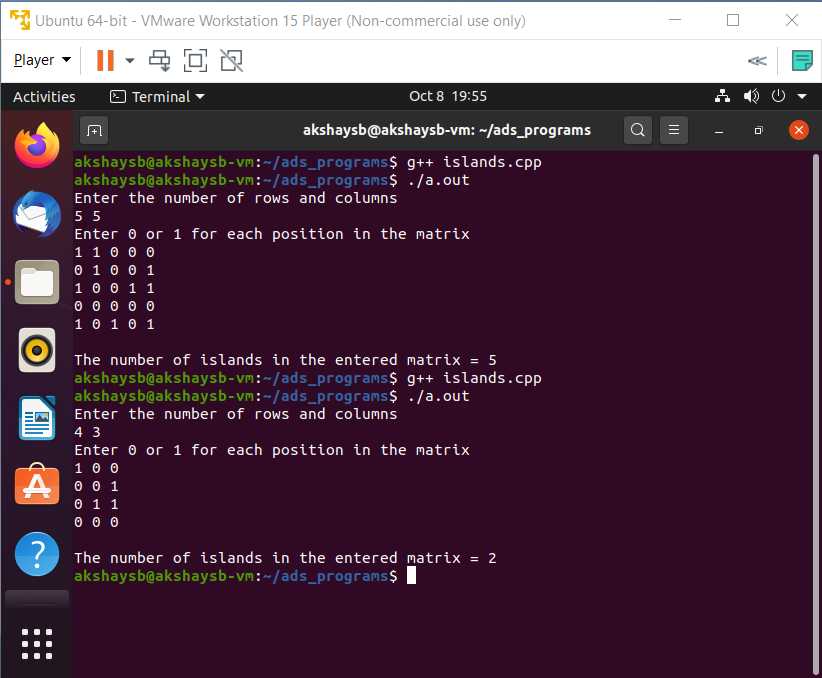 Ubuntu 64-bit - VMware Workstation 15 Player (Non-commercial use only)
Player
Activities
Terminal
Oct 8 19:55
akshaysb@akshaysb-vm: ~/ads_programs
akshaysb@akshaysb-vm:~/ads_programs$ g++ islands.cpp
akshaysb@akshaysb-vm:~/ads_programs$ ./a.out
Enter the number of rows and columns
5 5
Enter 0 or 1 for each position in the matrix
1 1 0 0 0
0 1 0 0 1
1 0 0 1 1
0 0 0 0 0
1 0 1 0 1
The number of islands in the entered matrix = 5
akshaysb@akshaysb-vm:~/ads_programs$ g++ islands.cpp
akshaysb@akshaysb-vm:~/ads_programs$ ./a.out
Enter the number of rows and columns
4 3
Enter 0 or 1 for each position in the matrix
1 0 0
0 0 1
0 1 1
0 0 0
The number of islands in the entered matrix = 2
akshaysb@akshaysb-vm:~/ads_programs$